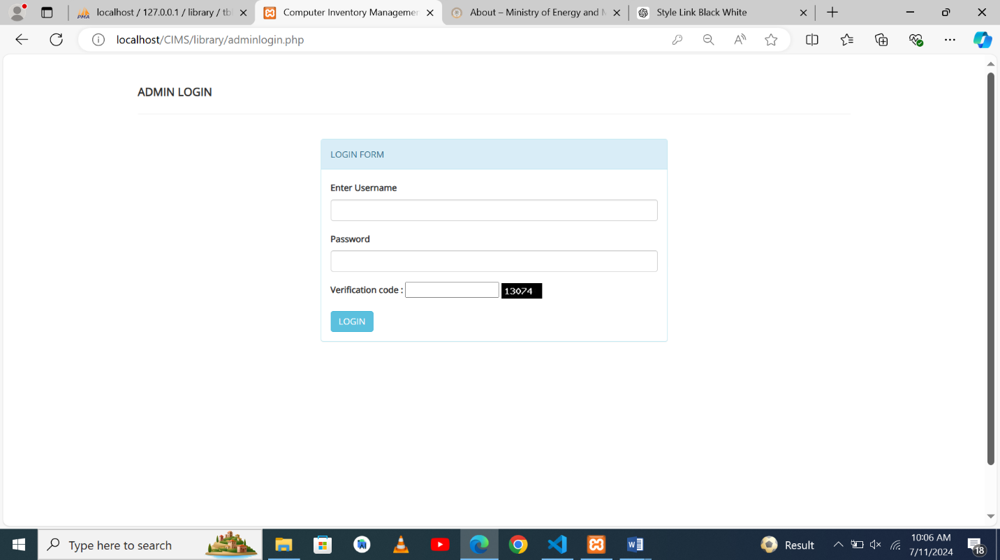 localhost / 127.0.0.1 / library / tbl
Computer Inventory Managemen
About – Ministry of Energy and M
Style Link Black White
localhost/CIMS/library/adminlogin.php
ADMIN LOGIN
LOGIN FORM
Enter Username
Password
Verification code : 13074
LOGIN
Type here to search
Result
10:06 AM
7/11/2024
18